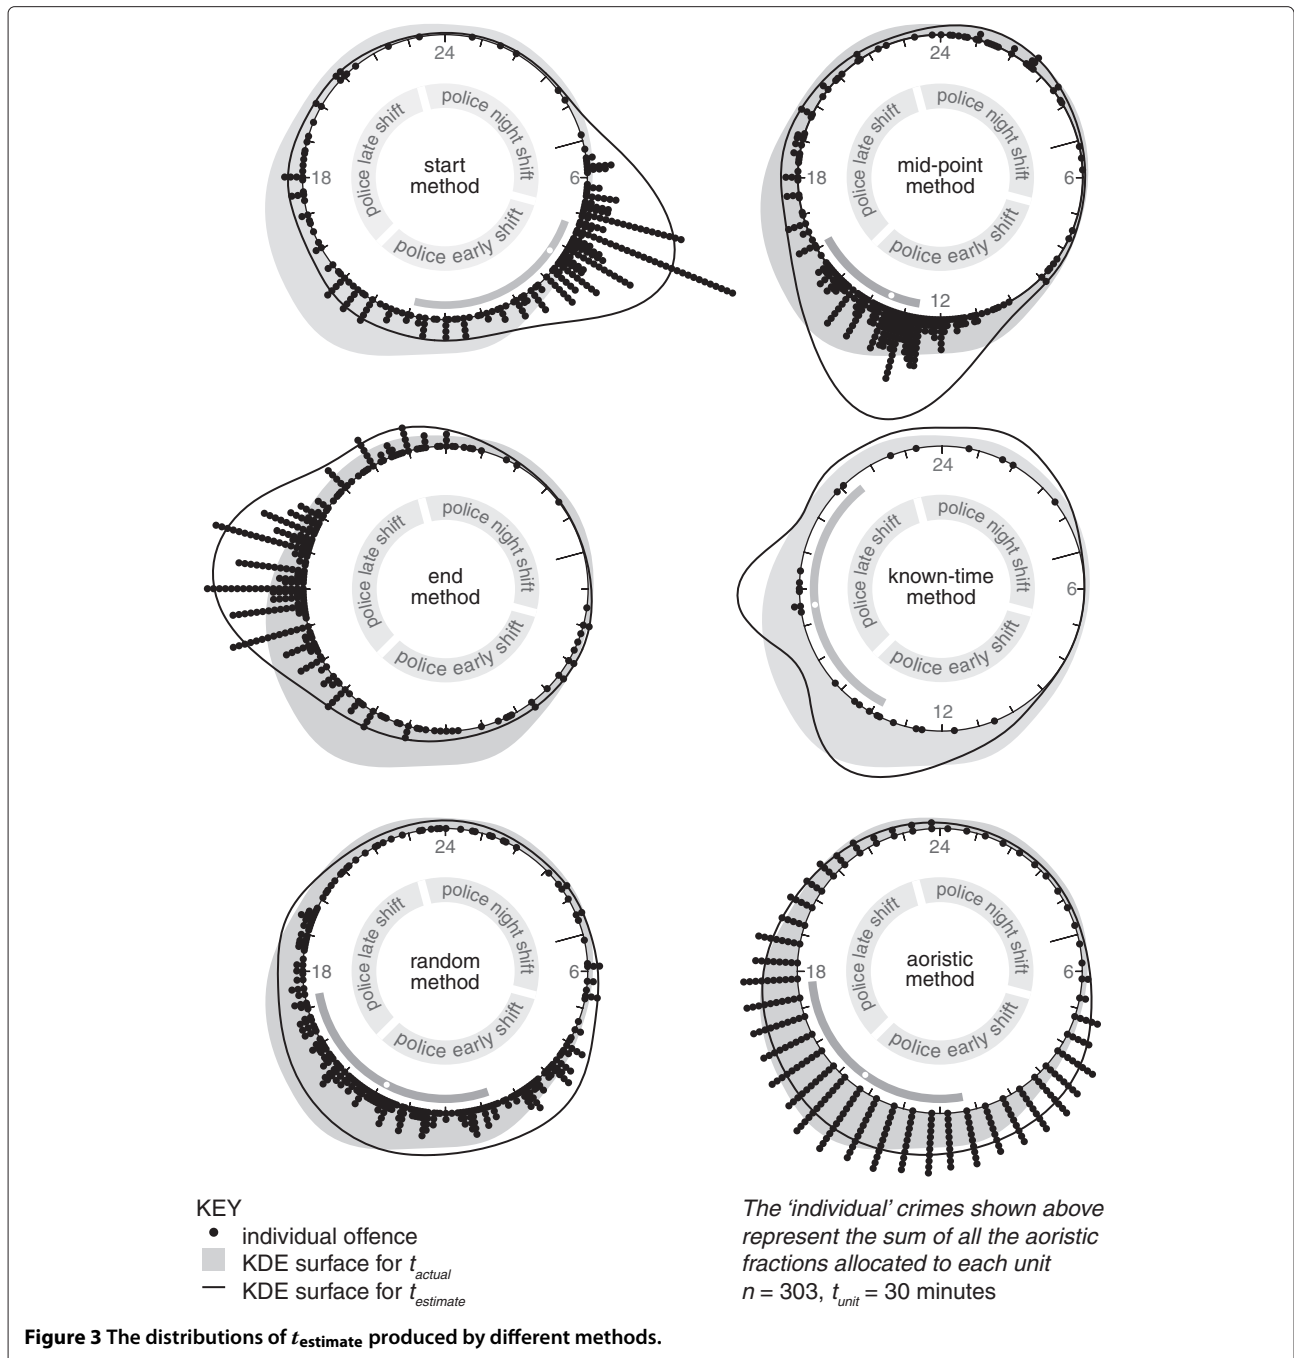 24
police late shift
police night shift
start
method
18
6
police early shift
24
police late shift
police night shift
mid-point
method
18
6
police early shift
12
police late shift
police night shift
end
method
police early shift
24
police late shift
police night shift
known-time
method
6
police early shift
12
24
police late shift
police night shift
random
method
18
6
police early shift
24
police late shift
police night shift
aoristic
method
18
6
police early shift
KEY
individual offence
KDE surface for t actual
KDE surface for t estimate
The ‘individual’ crimes shown above
represent the sum of all the aoristic
fractions allocated to each unit
n = 303, t unit = 30 minutes
Figure 3 The distributions of t estimate produced by different methods.